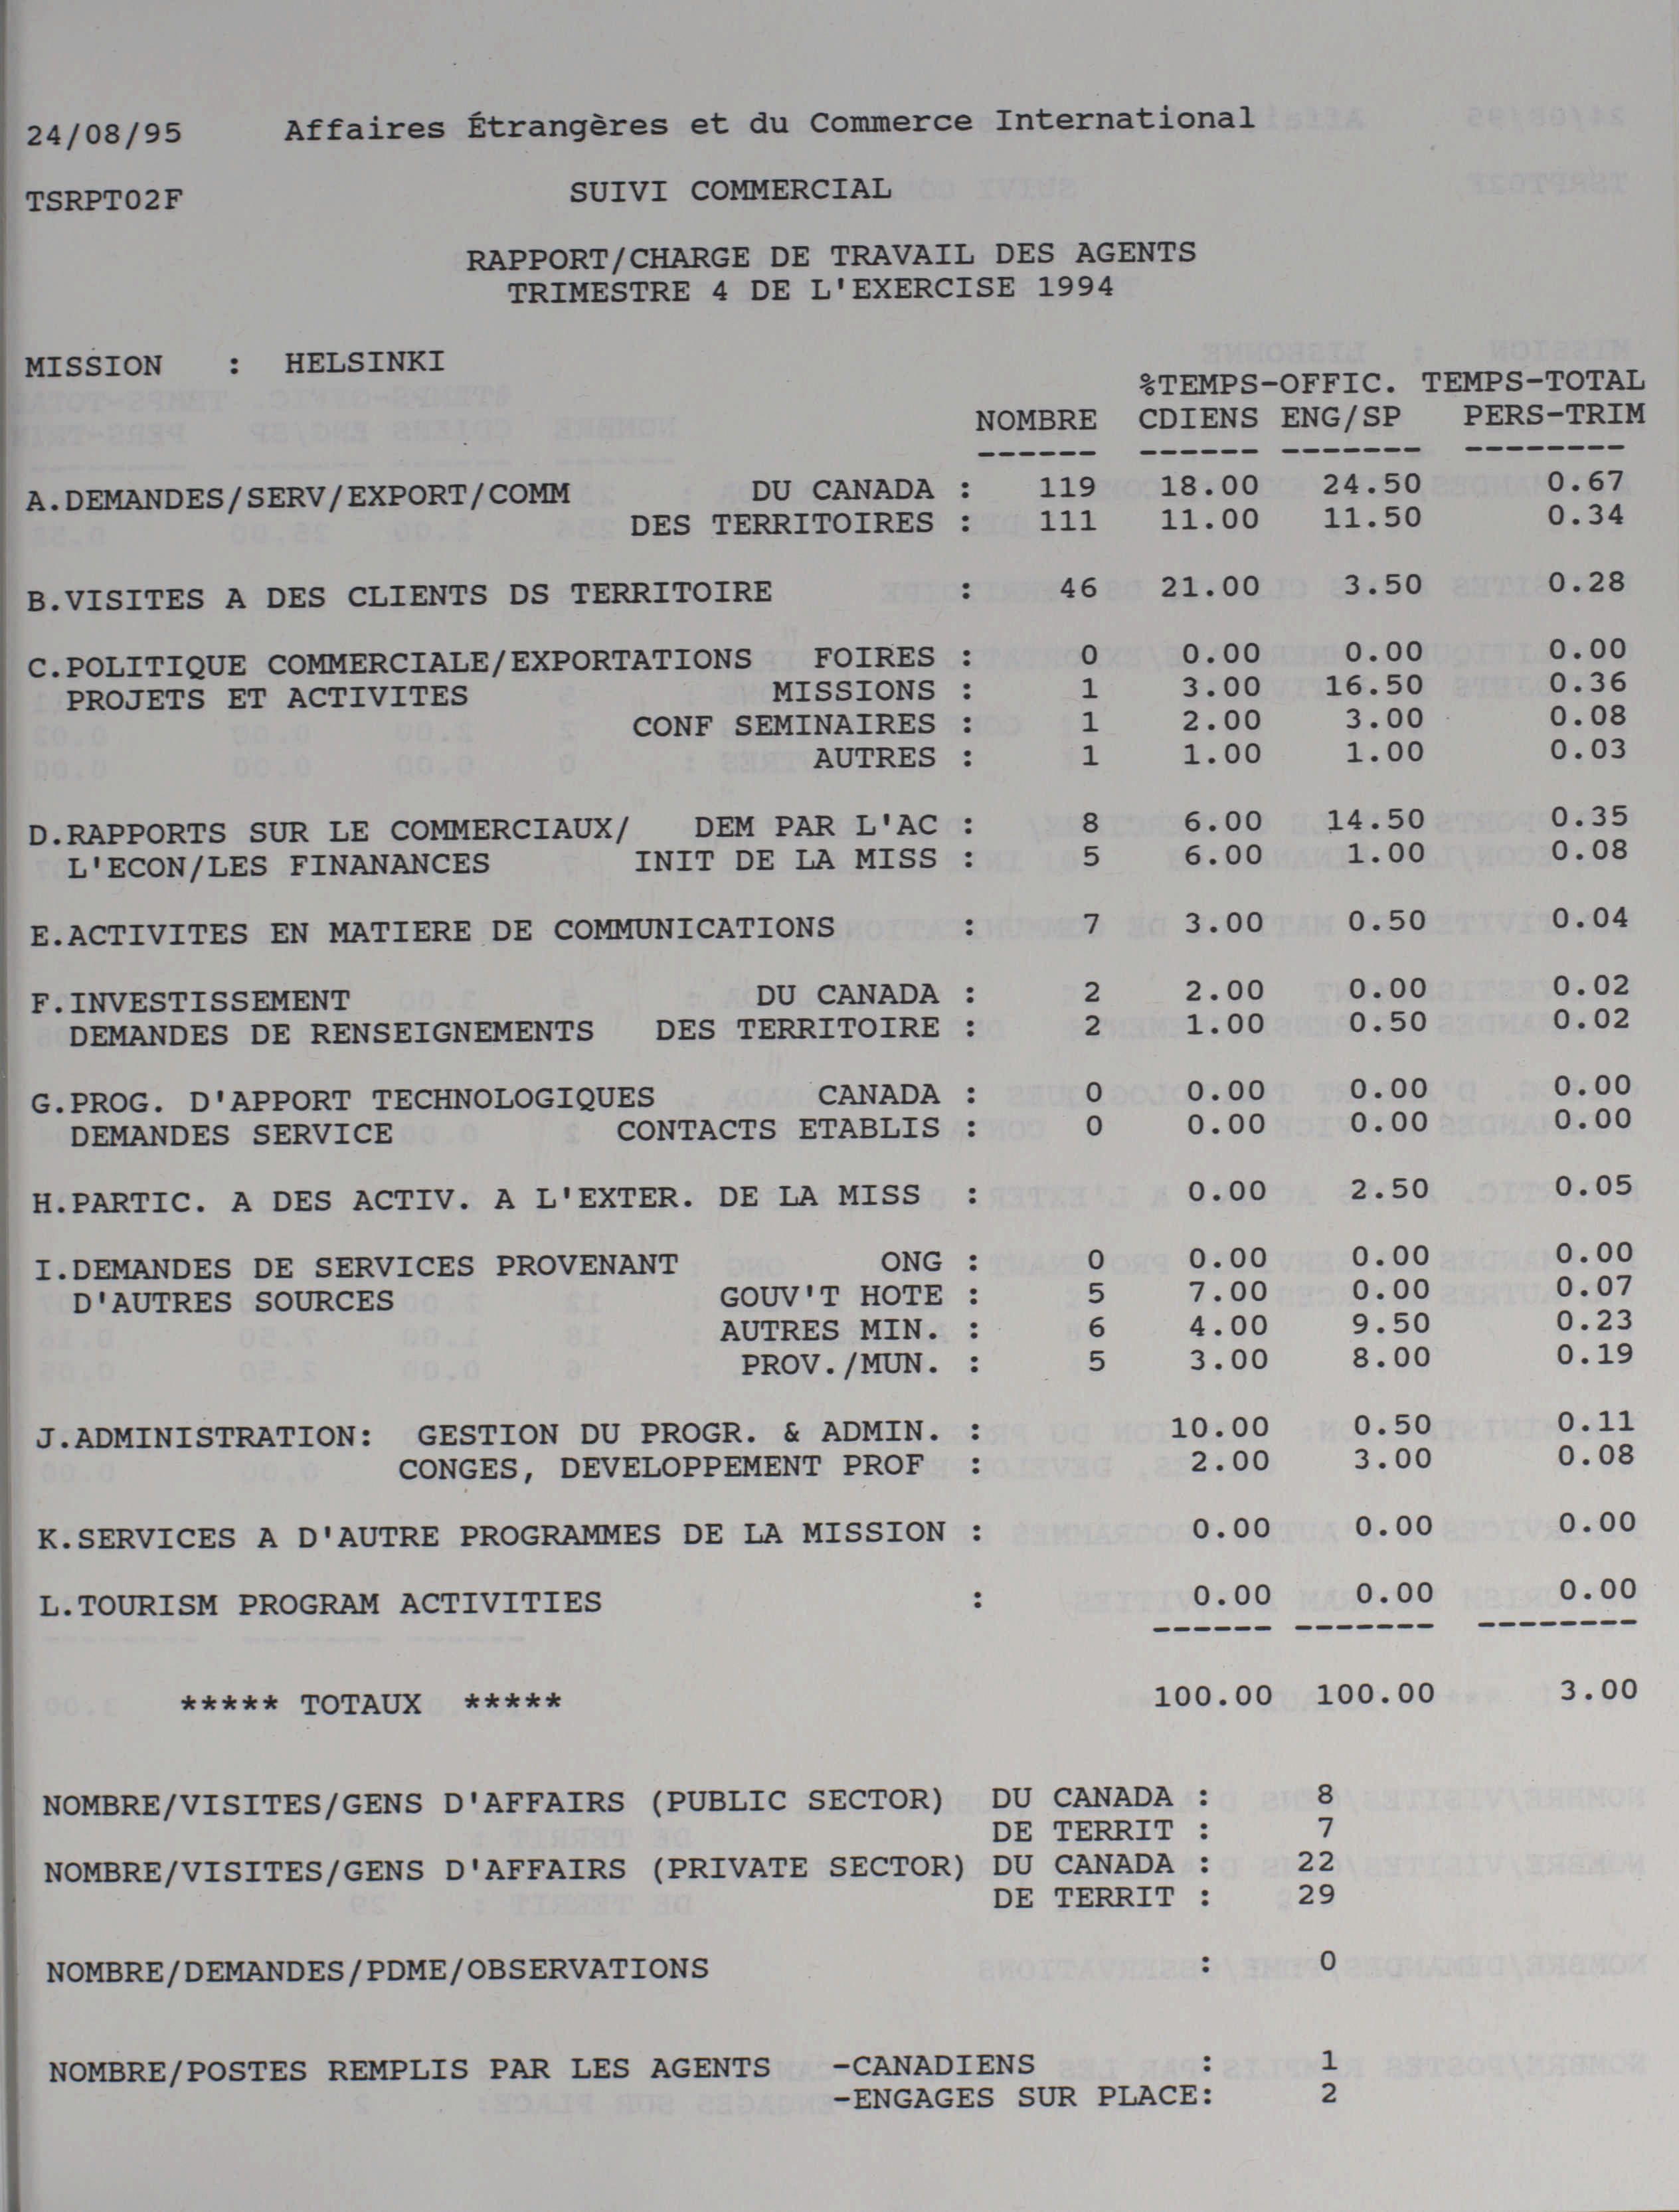 24/08/95 Affaires Étrangères et du Commerce International
TSRPT02F SUIVI COMMERCIAL
RAPPORT/CHARGE DE TRAVAIL DES AGENTS
TRIMESTRE 4 DE L'EXERCISE 1994
MISSION : HELSINKI
%TEMPS-OFFIC. TEMPS-TOTAL
NOMBRE CDIENS ENG/SP PERS-TRIM
------ ------ ------- --------
A.DEMANDES/SERV/EXPORT/COMM DU CANADA : 119 18.00 24.50 0.67
DES TERRITOIRES : 111 11.00 11.50 0.34
B.VISITES A DES CLIENTS DS TERRITOIRE : 46 21.00 3.50 0.28
C.POLITIQUE COMMERCIALE/EXPORTATIONS FOIRES : 0 0.00 0.00 0.00
PROJETS ET ACTIVITES MISSIONS : 1 3.00 16.50 0.36
CONF SEMINAIRES : 1 2.00 3.00 0.08
AUTRES : 1 1.00 1.00 0.03
D.RAPPORTS SUR LE COMMERCIAUX/ DEM PAR L'AC : 8 6.00 14.50 0.35
L'ECON/LES FINANANCES INIT DE LA MISS : 5 6.00 1.00 0.08
E.ACTIVITES EN MATIERE DE COMMUNICATIONS : 7 3.00 0.50 0.04
F.INVESTISSEMENT DU CANADA : 2 2.00 0.00 0.02
DEMANDES DE RENSEIGNEMENTS DES TERRITOIRE : 2 1.00 0.50 0.02
G.PROG. D'APPORT TECHNOLOGIQUES CANADA : 0 0.00 0.00 0.00
DEMANDES SERVICE CONTACTS ETABLIS : 0 0.00 0.00 0.00
H.PARTIC. A DES ACTIV. A L'EXTER. DE LA MISS : 0.00 2.50 0.05
I.DEMANDES DE SERVICES PROVENANT ONG : 0 0.00 0.00 0.00
D'AUTRES SOURCES GOUV'T HOTE : 5 7.00 0.00 0.07
AUTRES MIN. : 6 4.00 9.50 0.23
PROV./MUN. : 5 3.00 8.00 0.19
J.ADMINISTRATION: GESTION DU PROGR. & ADMIN. : 10.00 0.50 0.11
CONGES, DEVELOPPEMENT PROF : 2.00 3.00 0.08
K.SERVICES A D'AUTRE PROGRAMMES DE LA MISSION : 0.00 0.00 0.00
L.TOURISM PROGRAM ACTIVITIES : 0.00 0.00 0.00
------ ------- --------
***** TOTAUX ***** 100.00 100.00 3.00
NOMBRE/VISITES/GENS D'AFFAIRS (PUBLIC SECTOR) DU CANADA : 8
DE TERRIT : 7
NOMBRE/VISITES/GENS D'AFFAIRS (PRIVATE SECTOR) DU CANADA : 22
DE TERRIT : 29
NOMBRE/DEMANDES/PDME/OBSERVATIONS : 0
NOMBRE/POSTES REMPLIS PAR LES AGENTS -CANADIENS : 1
-ENGAGES SUR PLACE: 2